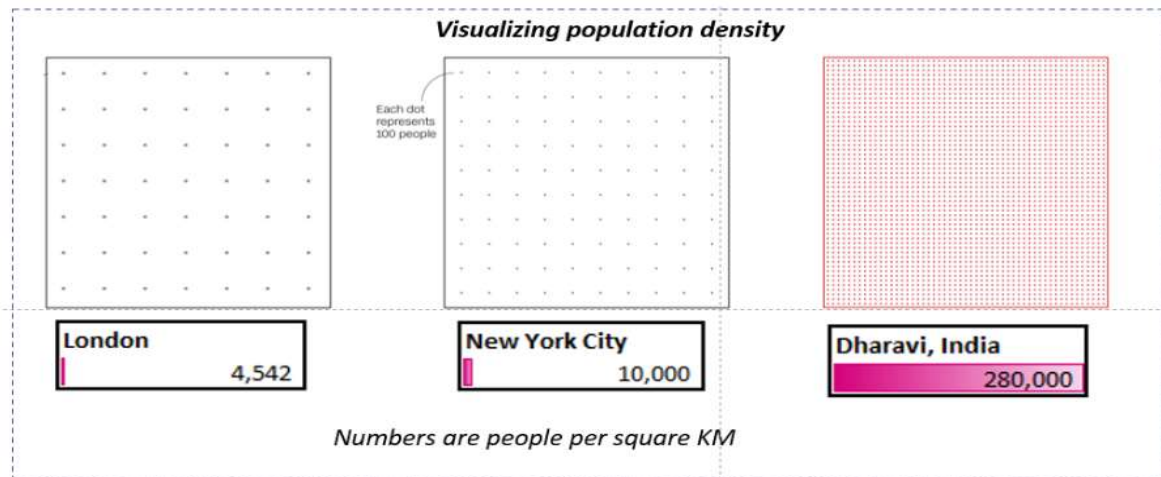 Visualizing population density
Each dot
represents
100 people
London
4,542
New York City
10,000
Dharavi, India
280,000
Numbers are people per square KM